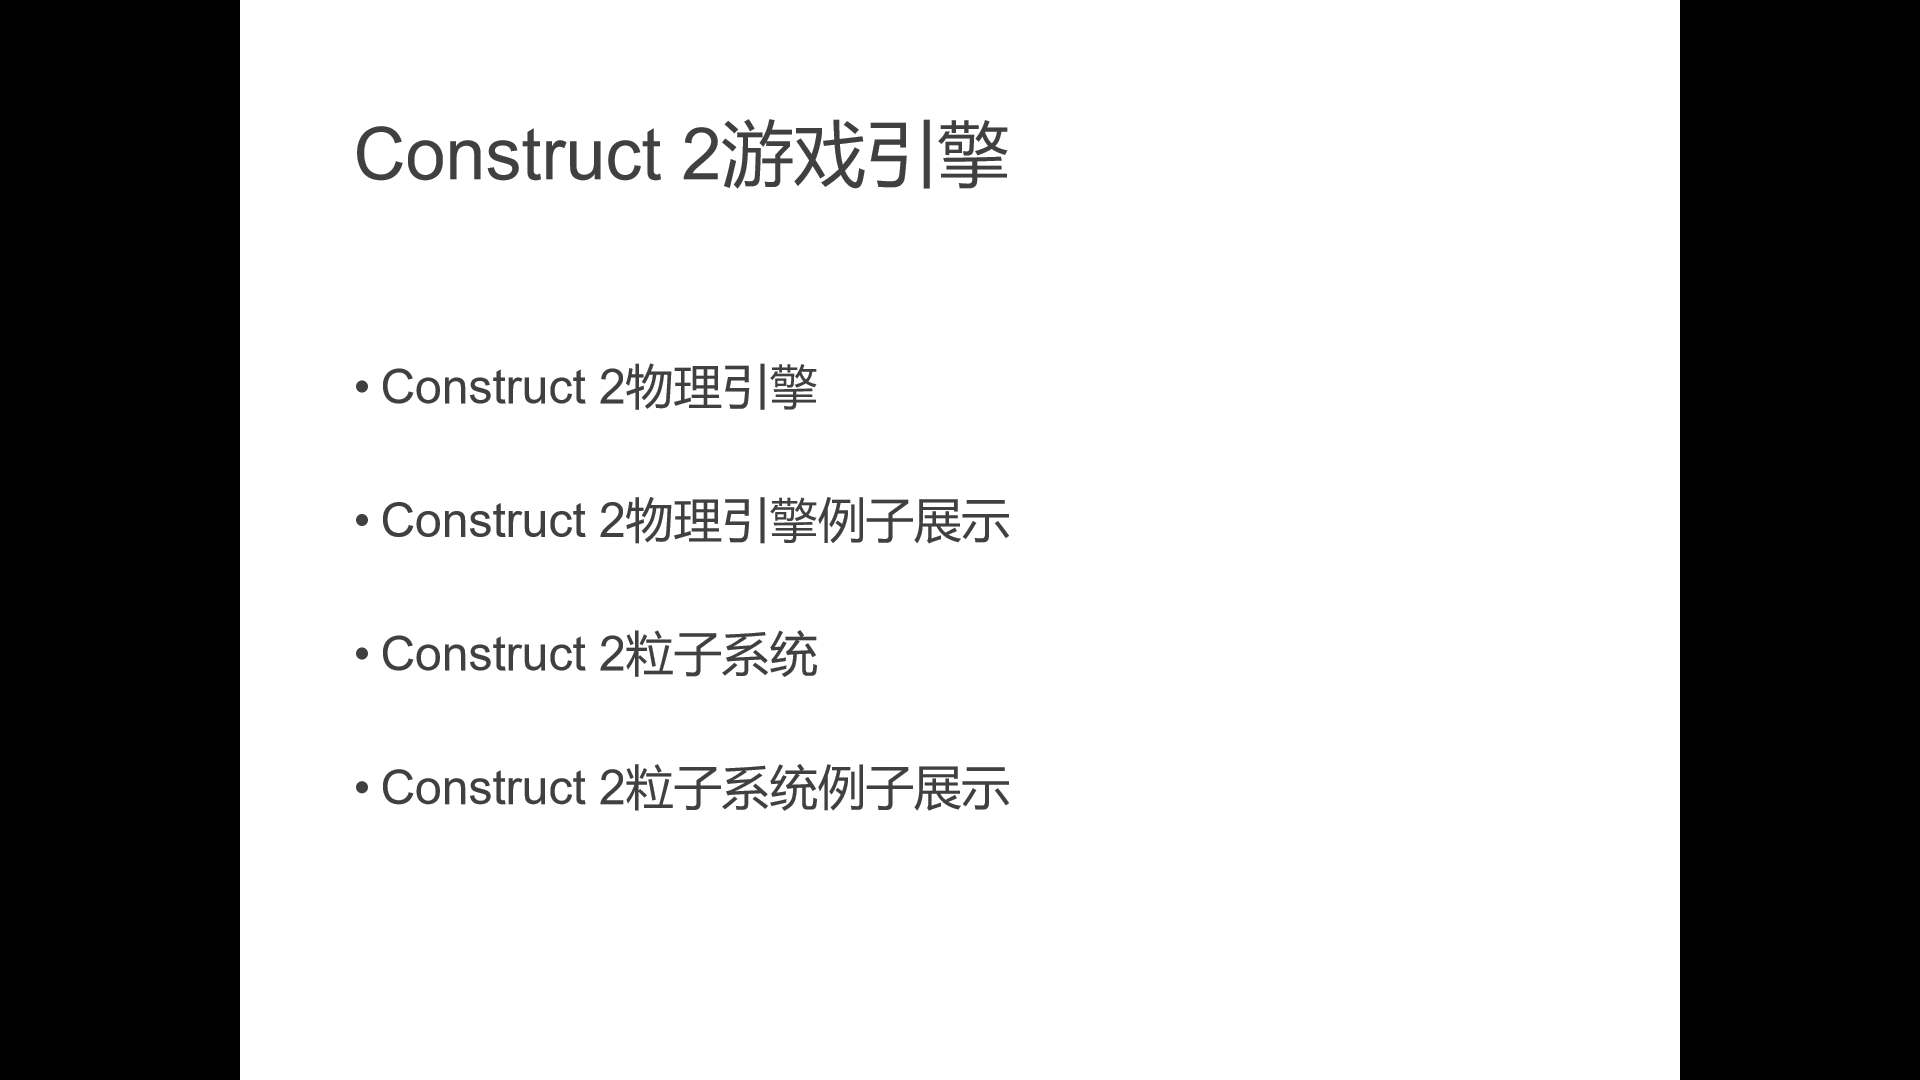 Construct 2游戏引擎
• Construct 2物理引擎
• Construct 2物理引擎例子展示
• Construct 2粒子系统
• Construct 2粒子系统例子展示